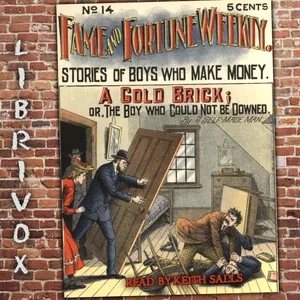 LIBRIVOX
No 14
5 CENTS
FAME AND FORTUNE WEEKLY.
STORIES OF BOYS WHO MAKE MONEY.
A GOLD BRICK;
OR, THE BOY WHO COULD NOT BE DOWNED.
By A SELF-MADE MAN.
READ BY KEITH SALLS